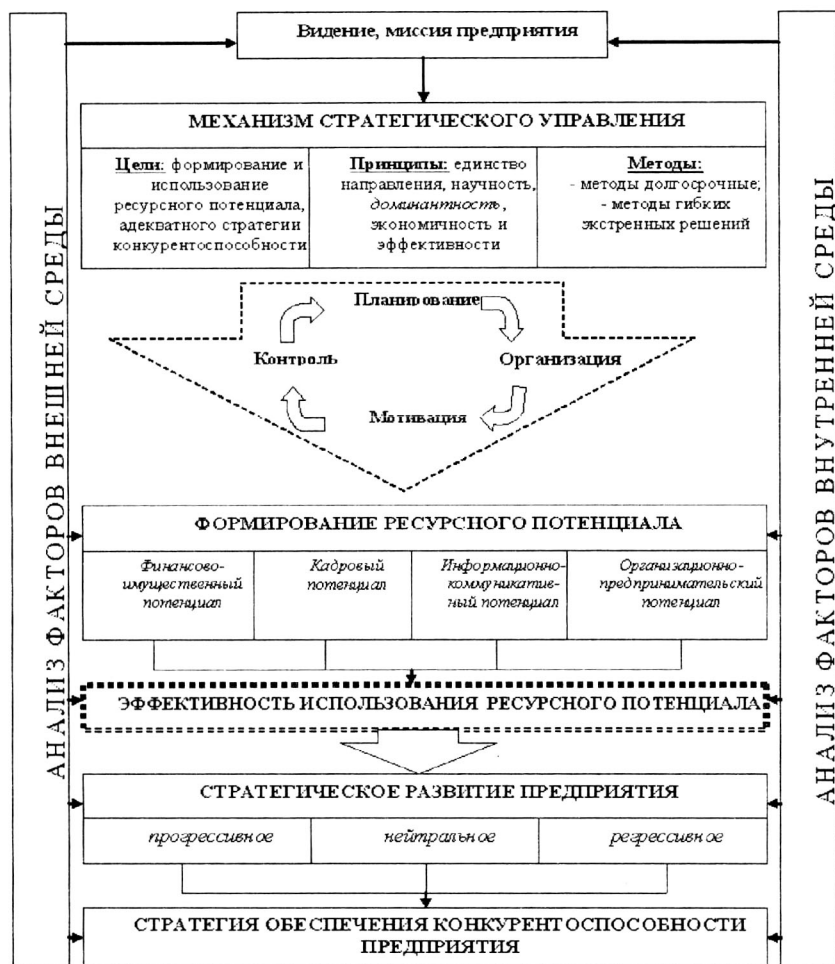 Видение, миссия предприятия
МЕХАНИЗМ СТРАТЕГИЧЕСКОГО УПРАВЛЕНИЯ
Цели: формирование и
использование
ресурсного потенциала,
адекватного стратегии
конкурентоспособности
Принципы: единство
направления, научность,
доминантность,
экономичность и
эффективности
Методы:
- методы долгосрочные;
- методы гибких
экстренных решений
Планирование
Контроль
Организация
Мотивация
ФОРМИРОВАНИЕ РЕСУРСНОГО ПОТЕНЦИАЛА
Финансово-
имущественный
потенциал
Кадровый
потенциал
Информационно-
коммуникатив-
ный потенциал
Организационно-
предпринимательский
потенциал
ЭФФЕКТИВНОСТЬ ИСПОЛЬЗОВАНИЯ РЕСУРСНОГО ПОТЕНЦИАЛА
СТРАТЕГИЧЕСКОЕ РАЗВИТИЕ ПРЕДПРИЯТИЯ
прогрессивное
нейтральное
регрессивное
СТРАТЕГИЯ ОБЕСПЕЧЕНИЯ КОНКУРЕНТОСПОСОБНОСТИ
ПРЕДПРИЯТИЯ
АНАЛИЗ ФАКТОРОВ ВНЕШНЕЙ СРЕДЫ
АНАЛИЗ ФАКТОРОВ ВНУТРЕННЕЙ СРЕДЫ